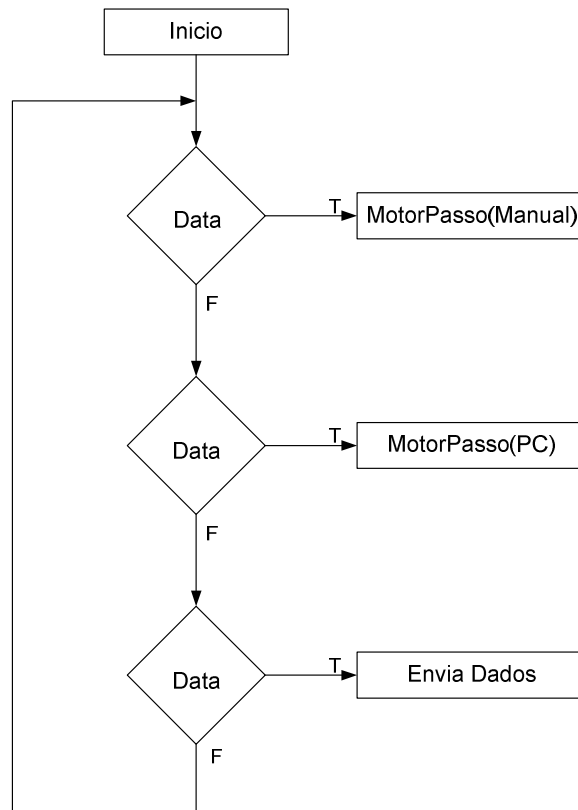 Inicio
Data
T
MotorPasso(Manual)
F
Data
T
MotorPasso(PC)
F
Data
T
Envia Dados
F